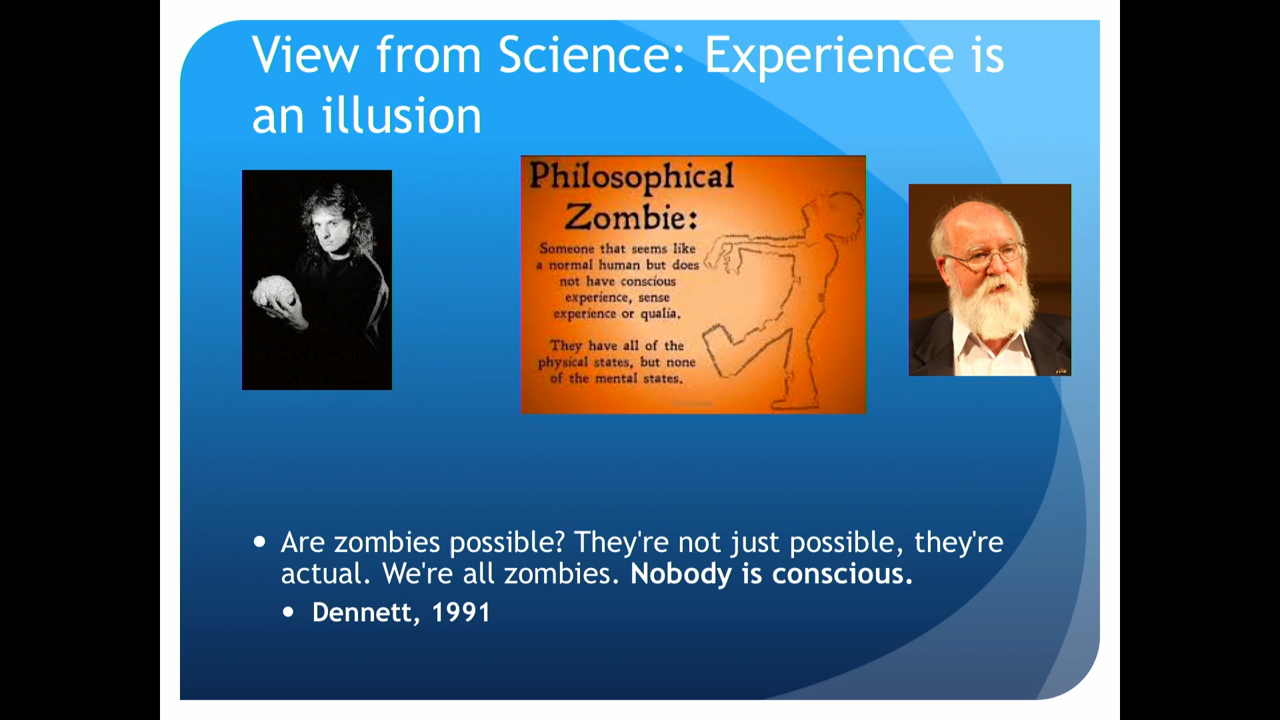 View from Science: Experience is
an illusion
Philosophical
Zombie:
Someone that seems like
a normal human but does
not have conscious
experience, sense
experience or qualia.
They have all of the
physical states, but none
of the mental states.
• Are zombies possible? They're not just possible, they're
actual. We're all zombies. Nobody is conscious.
• Dennett, 1991